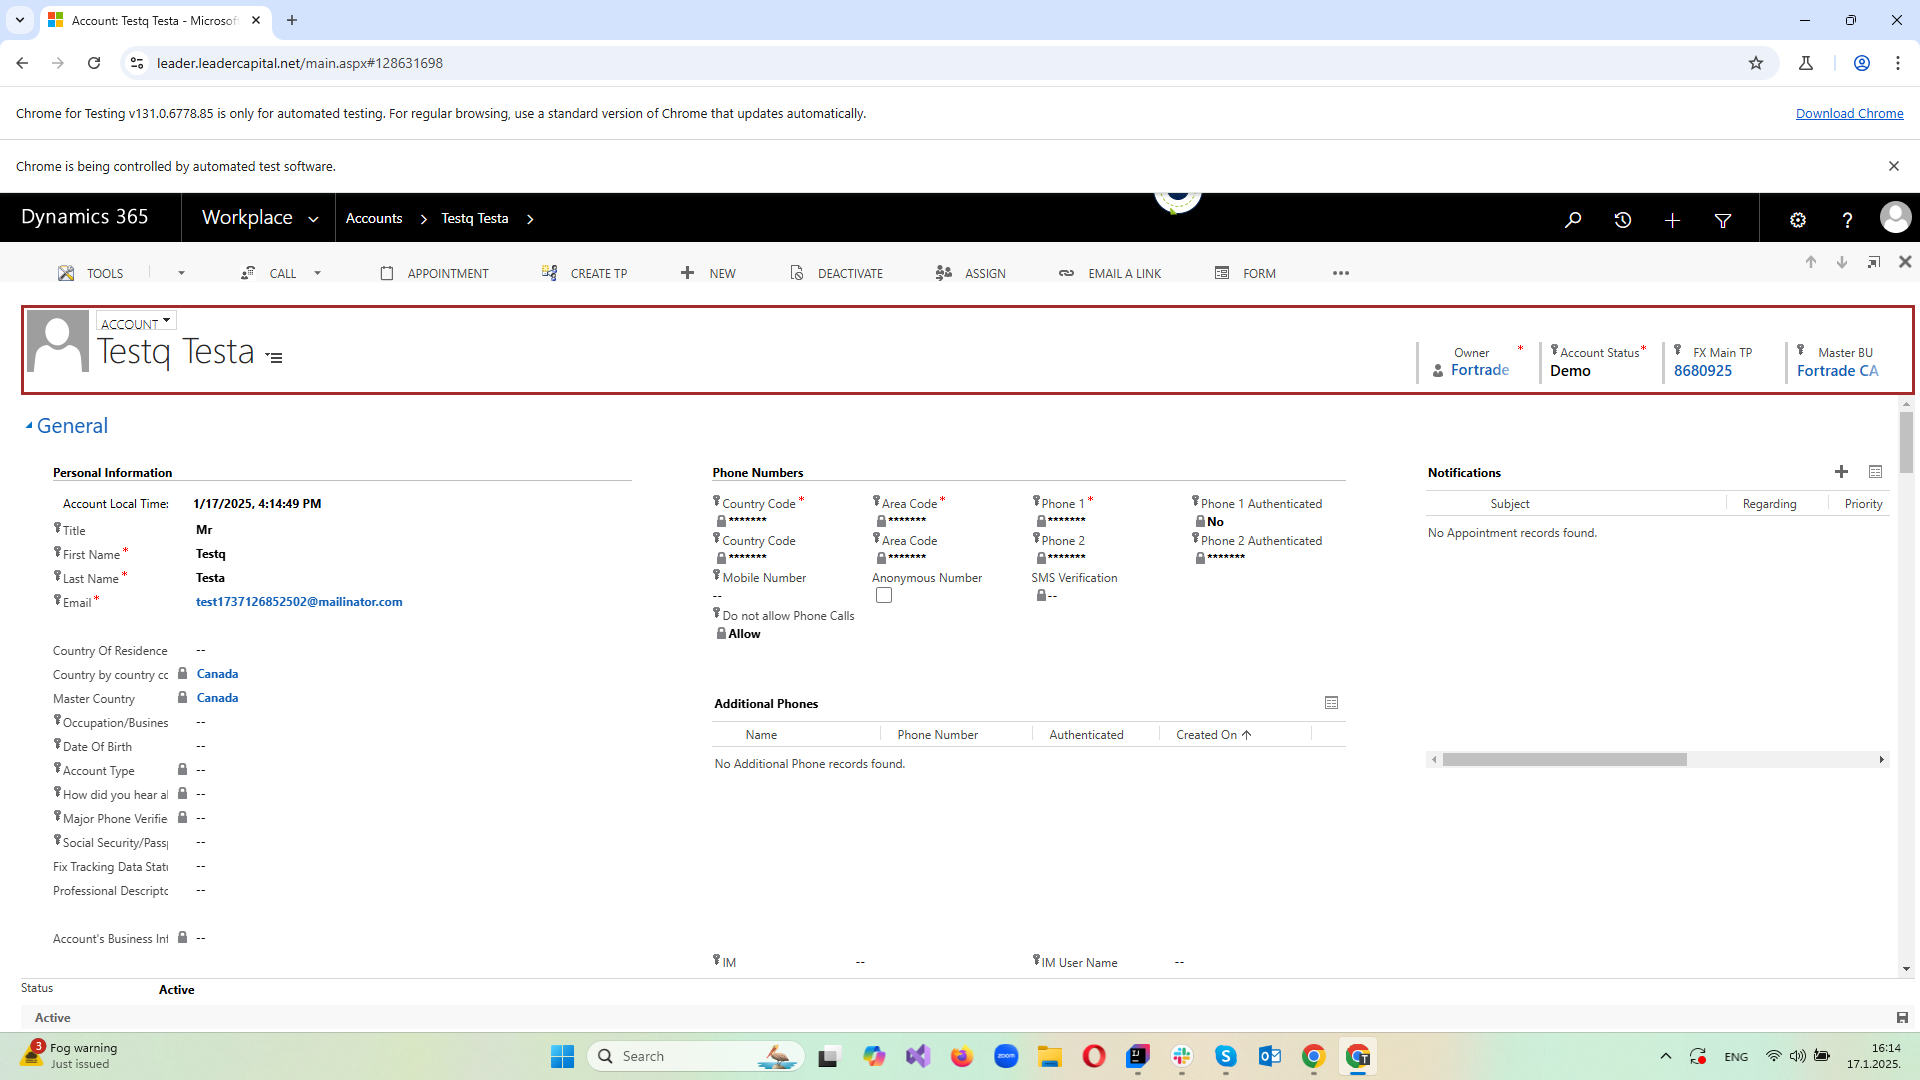 Account: Testq Testa - Microsof
leader.leadercapital.net/main.aspx#128631698
Chrome for Testing v131.0.6778.85 is only for automated testing. For regular browsing, use a standard version of Chrome that updates automatically.
Download Chrome
Chrome is being controlled by automated test software.
Dynamics 365
Workplace
Accounts
Testq Testa
TOOLS
CALL
APPOINTMENT
CREATE TP
NEW
DEACTIVATE
ASSIGN
EMAIL A LINK
FORM
ACCOUNT
Testq Testa
Owner *
Fortrade
Account Status *
Demo
FX Main TP
8680925
Master BU
Fortrade CA
General
Personal Information
Account Local Time:
1/17/2025, 4:14:49 PM
Title
Mr
First Name *
Testq
Last Name *
Testa
Email *
test1737126852502@mailinator.com
Country Of Residence
--
Country by country cc
Canada
Master Country
Canada
Occupation/Busines
--
Date Of Birth
--
Account Type
--
How did you hear al
--
Major Phone Verifie
--
Social Security/Pass
--
Fix Tracking Data Statu
--
Professional Descriptc
--
Account's Business Int
--
Phone Numbers
Country Code *
*******
Area Code *
*******
Phone 1 *
*******
Phone 1 Authenticated
No
Country Code
*******
Area Code
*******
Phone 2
*******
Phone 2 Authenticated
*******
Mobile Number
--
Anonymous Number
SMS Verification
--
Do not allow Phone Calls
Allow
Additional Phones
Name
Phone Number
Authenticated
Created On
No Additional Phone records found.
IM
--
IM User Name
--
Notifications
Subject
Regarding
Priority
No Appointment records found.
Status
Active
Active
3
Fog warning
Just issued
Search
zoom
ENG
16:14
17.1.2025.